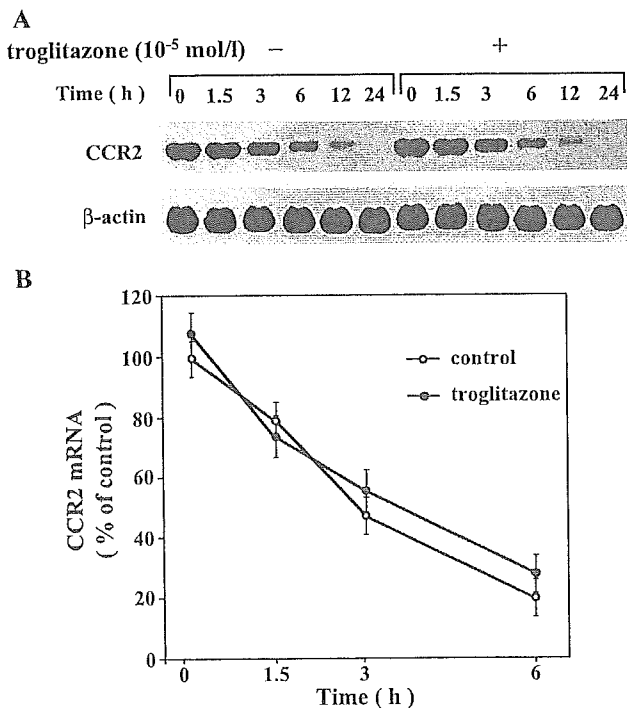 A
troglitazone (10-5 mol/l) − +
Time ( h ) 0 1.5 3 6 12 24 0 1.5 3 6 12 24
CCR2
β-actin
B
120
100
80
60
40
20
0
CCR2 mRNA
( % of control )
control
troglitazone
0 1.5 3 6
Time ( h )